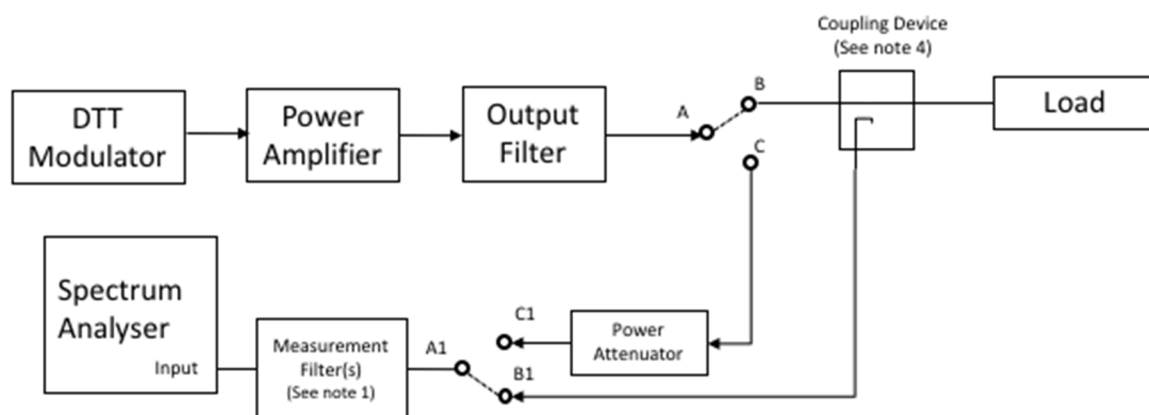 Coupling Device
(See note 4)
DTT
Modulator
Power
Amplifier
Output
Filter
A
B
C
Load
Spectrum
Analyser
Input
Measurement
Filter(s)
(See note 1)
A1
C1
B1
Power
Attenuator